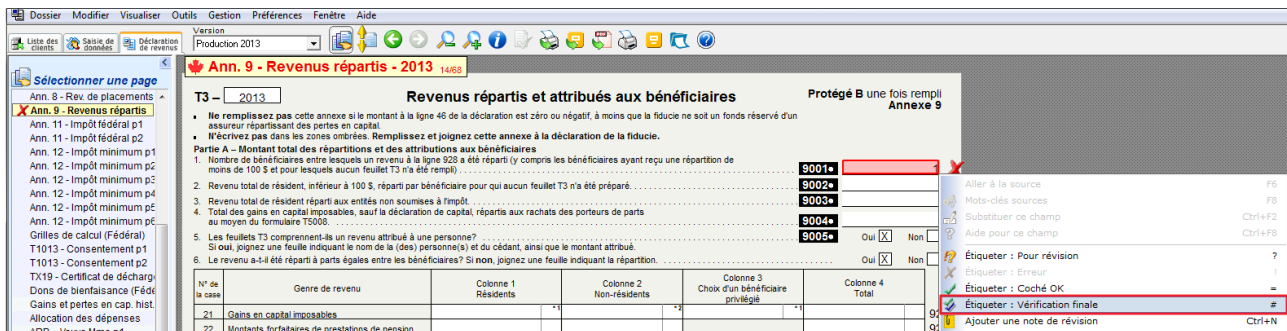 Dossier Modifier Visualiser Outils Gestion Préférences Fenêtre Aide
Liste des clients
Saisie de données
Déclaration de revenus
Version
Production 2013
Sélectionner une page
Ann. 8 - Rev. de placements
Ann. 9 - Revenus répartis
Ann. 11 - Impôt fédéral p1
Ann. 11 - Impôt fédéral p2
Ann. 12 - Impôt minimum p1
Ann. 12 - Impôt minimum p2
Ann. 12 - Impôt minimum p3
Ann. 12 - Impôt minimum p4
Ann. 12 - Impôt minimum p5
Ann. 12 - Impôt minimum p6
Grilles de calcul (Fédéral)
T1013 - Consentement p1
T1013 - Consentement p2
TX19 - Certificat de décharg
Dons de bienfaisance (Féde
Gains et pertes en cap. hist.
Allocation des dépenses
Ann. 9 - Revenus répartis - 2013 14/68
T3 – 2013 Revenus répartis et attribués aux bénéficiaires Protégé B une fois rempli
Annexe 9
Ne remplissez pas cette annexe si le montant à la ligne 46 de la déclaration est zéro ou négatif, à moins que la fiducie ne soit un fonds réservé d'un
assureur répartissant des pertes en capital.
N'écrivez pas dans les zones ombrées. Remplissez et joignez cette annexe à la déclaration de la fiducie.
Partie A – Montant total des répartitions et des attributions aux bénéficiaires
1. Nombre de bénéficiaires entre lesquels un revenu à la ligne 928 a été réparti (y compris les bénéficiaires ayant reçu une répartition de
moins de 100 $ et pour lesquels aucun feuillet T3 n'a été rempli) 9001 1
2. Revenu total de résident, inférieur à 100 $, réparti par bénéficiaire pour qui aucun feuillet T3 n'a été préparé. 9002
3. Revenu total de résident réparti aux entités non soumises à l'impôt. 9003
4. Total des gains en capital imposables, sauf la déclaration de capital, répartis aux rachats des porteurs de parts
au moyen du formulaire T5008. 9004
5. Les feuillets T3 comprennent-ils un revenu attribué à une personne? 9005 Oui X Non
Si oui, joignez une feuille indiquant le nom de la (des) personne(s) et du cédant, ainsi que le montant attribué.
6. Le revenu a-t-il été réparti à parts égales entre les bénéficiaires? Si non, joignez une feuille indiquant la répartition. Oui X Non
N° de la case
Genre de revenu
Colonne 1 Résidents
Colonne 2 Non-résidents
Colonne 3 Choix d'un bénéficiaire privilégié
Colonne 4 Total
21 Gains en capital imposables *1 *2 *1
22 Montants forfaitaires de prestations de pension
Aller à la source F6
Mots-clés sources F8
Substituer ce champ Ctrl+F2
Aide pour ce champ Ctrl+F1
Étiqueter : Pour révision ?
Étiqueter : Erreur !
Étiqueter : Coché OK =
Étiqueter : Vérification finale #
Ajouter une note de révision Ctrl+N